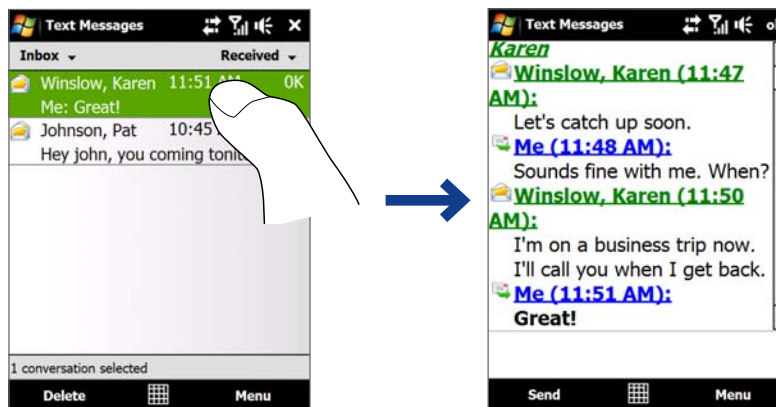 Text Messages
Inbox Received
Winslow, Karen 11:51 AM 0K
Me: Great!
Johnson, Pat 10:45
Hey john, you coming tonit
1 conversation selected
Delete Menu
Text Messages
Karen
Winslow, Karen (11:47
AM):
Let's catch up soon.
Me (11:48 AM):
Sounds fine with me. When?
Winslow, Karen (11:50
AM):
I'm on a business trip now.
I'll call you when I get back.
Me (11:51 AM):
Great!
Send Menu